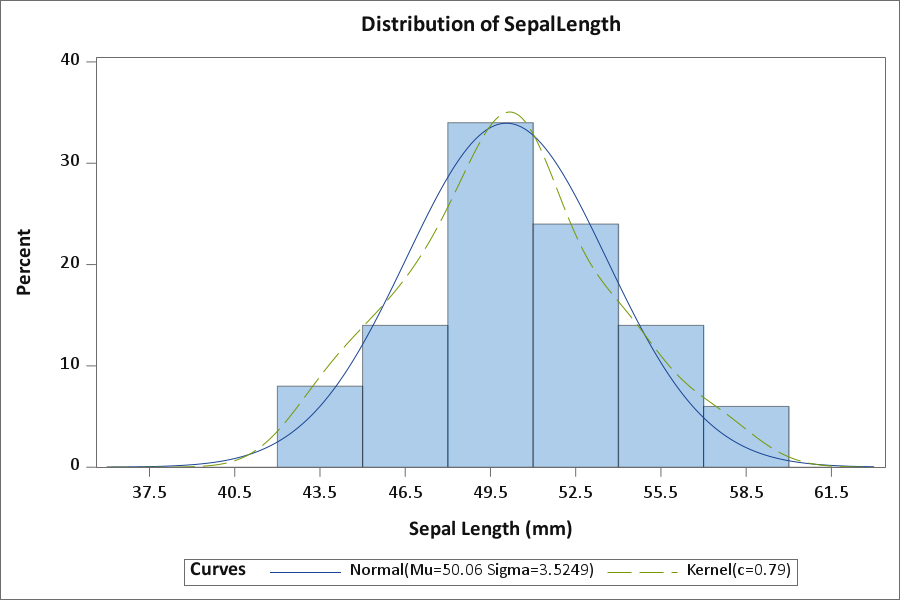 Distribution of SepalLength
40
30
20
10
0
Percent
37.5 40.5 43.5 46.5 49.5 52.5 55.5 58.5 61.5
Sepal Length (mm)
Curves Normal(Mu=50.06 Sigma=3.5249) Kernel(c=0.79)